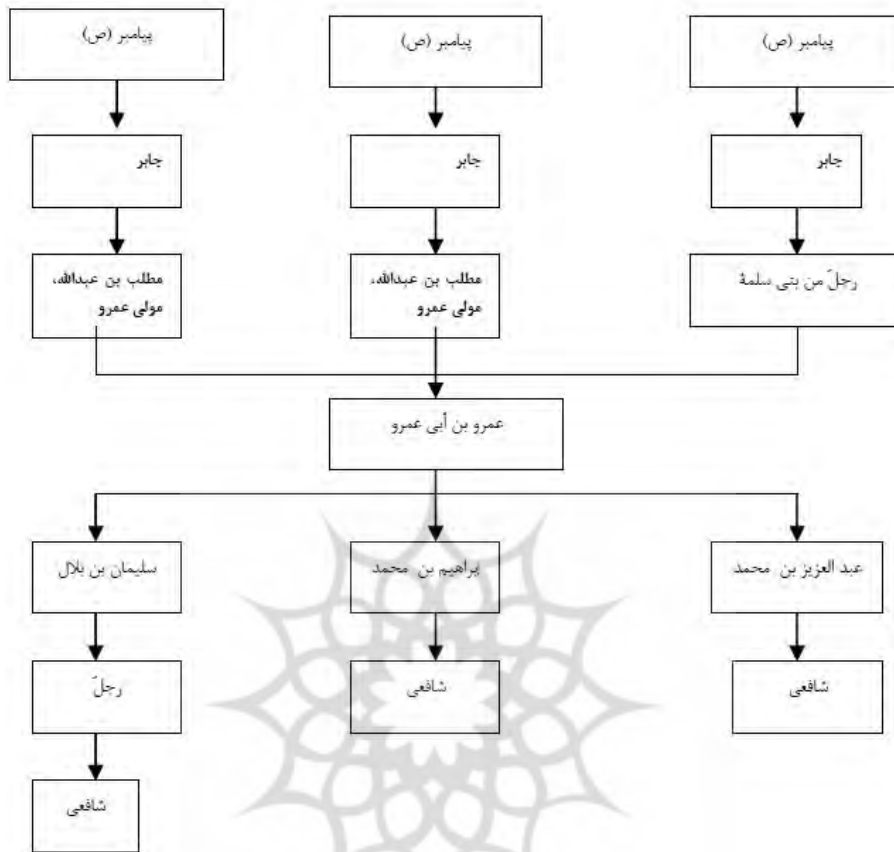 پیامبر (ص)
پیامبر (ص)
پیامبر (ص)
جابر
جابر
جابر
رجلَ من بنی سلمة
مطلب بن عبدالله،
مولی عمرو
مطلب بن عبدالله،
مولی عمرو
عمرو بن أبی عمرو
عبد العزیز بن محمد
إبراهیم بن محمد
سلیمان بن بلال
شافعی
شافعی
رجلَ
شافعی